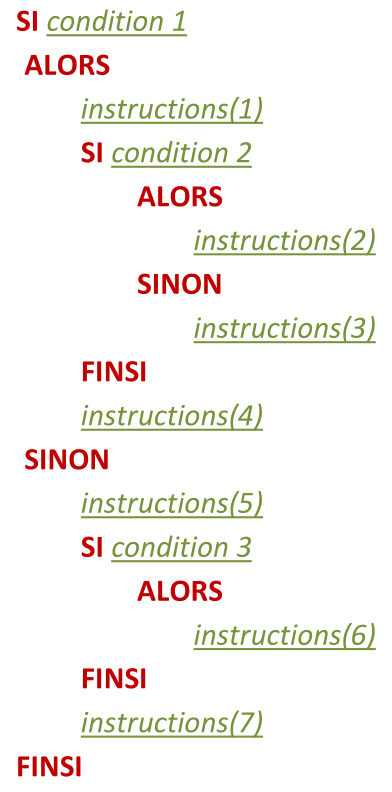 SI condition 1
ALORS
instructions(1)
SI condition 2
ALORS
instructions(2)
SINON
instructions(3)
FINSI
instructions(4)
SINON
instructions(5)
SI condition 3
ALORS
instructions(6)
FINSI
instructions(7)
FINSI